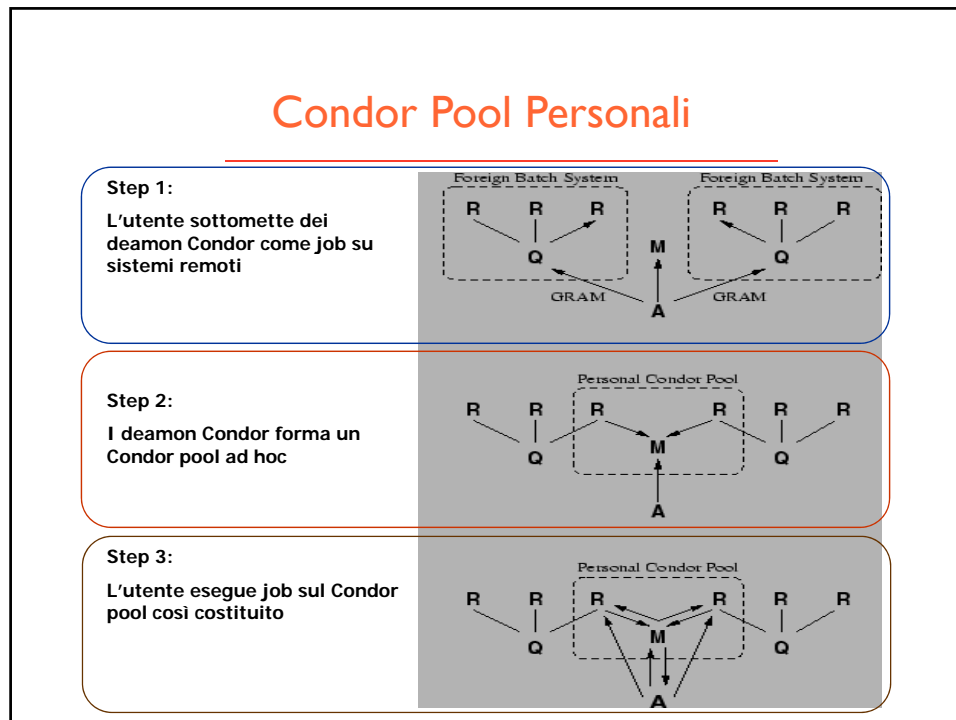 Condor Pool Personali
Step 1:
L'utente sottomette dei
deamon Condor come job su
sistemi remoti
Foreign Batch System
Foreign Batch System
R R R
R R R
M
Q
Q
GRAM
GRAM
A
Step 2:
I deamon Condor forma un
Condor pool ad hoc
Personal Condor Pool
R R R R R R
M
Q
Q
A
Step 3:
L'utente esegue job sul Condor
pool così costituito
Personal Condor Pool
R R R R R R
M
Q
Q
A